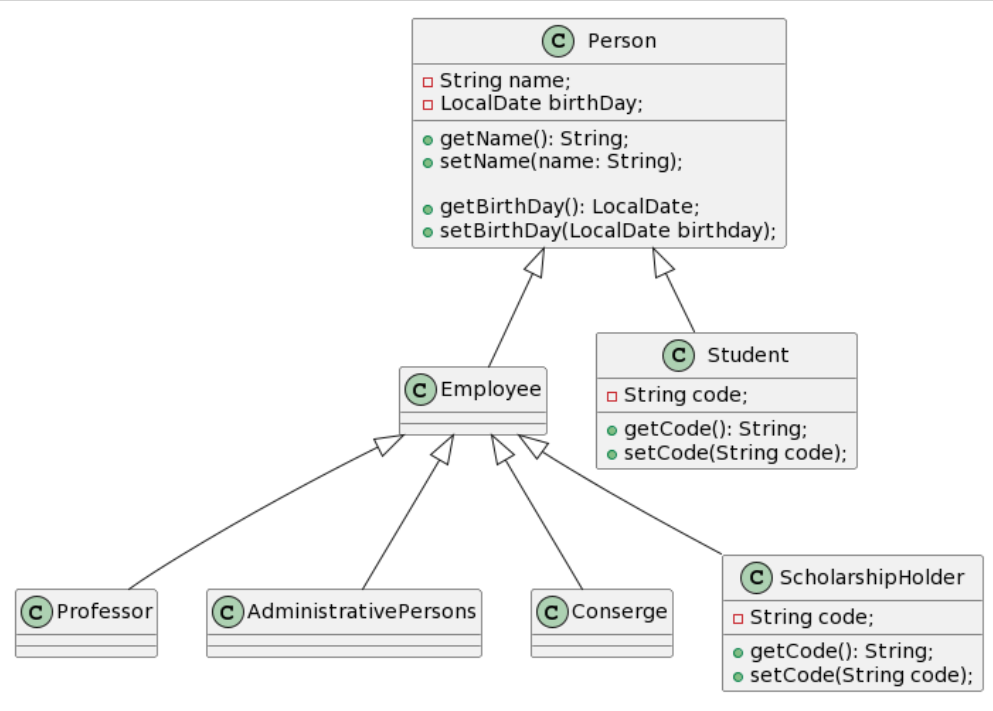 C Person
String name;
LocalDate birthDay;
getName(): String;
setName(name: String);
getBirthDay(): LocalDate;
setBirthDay(LocalDate birthday);
C Employee
C Student
String code;
getCode(): String;
setCode(String code);
C Professor
C AdministrativePersons
C Conserge
C ScholarshipHolder
String code;
getCode(): String;
setCode(String code);